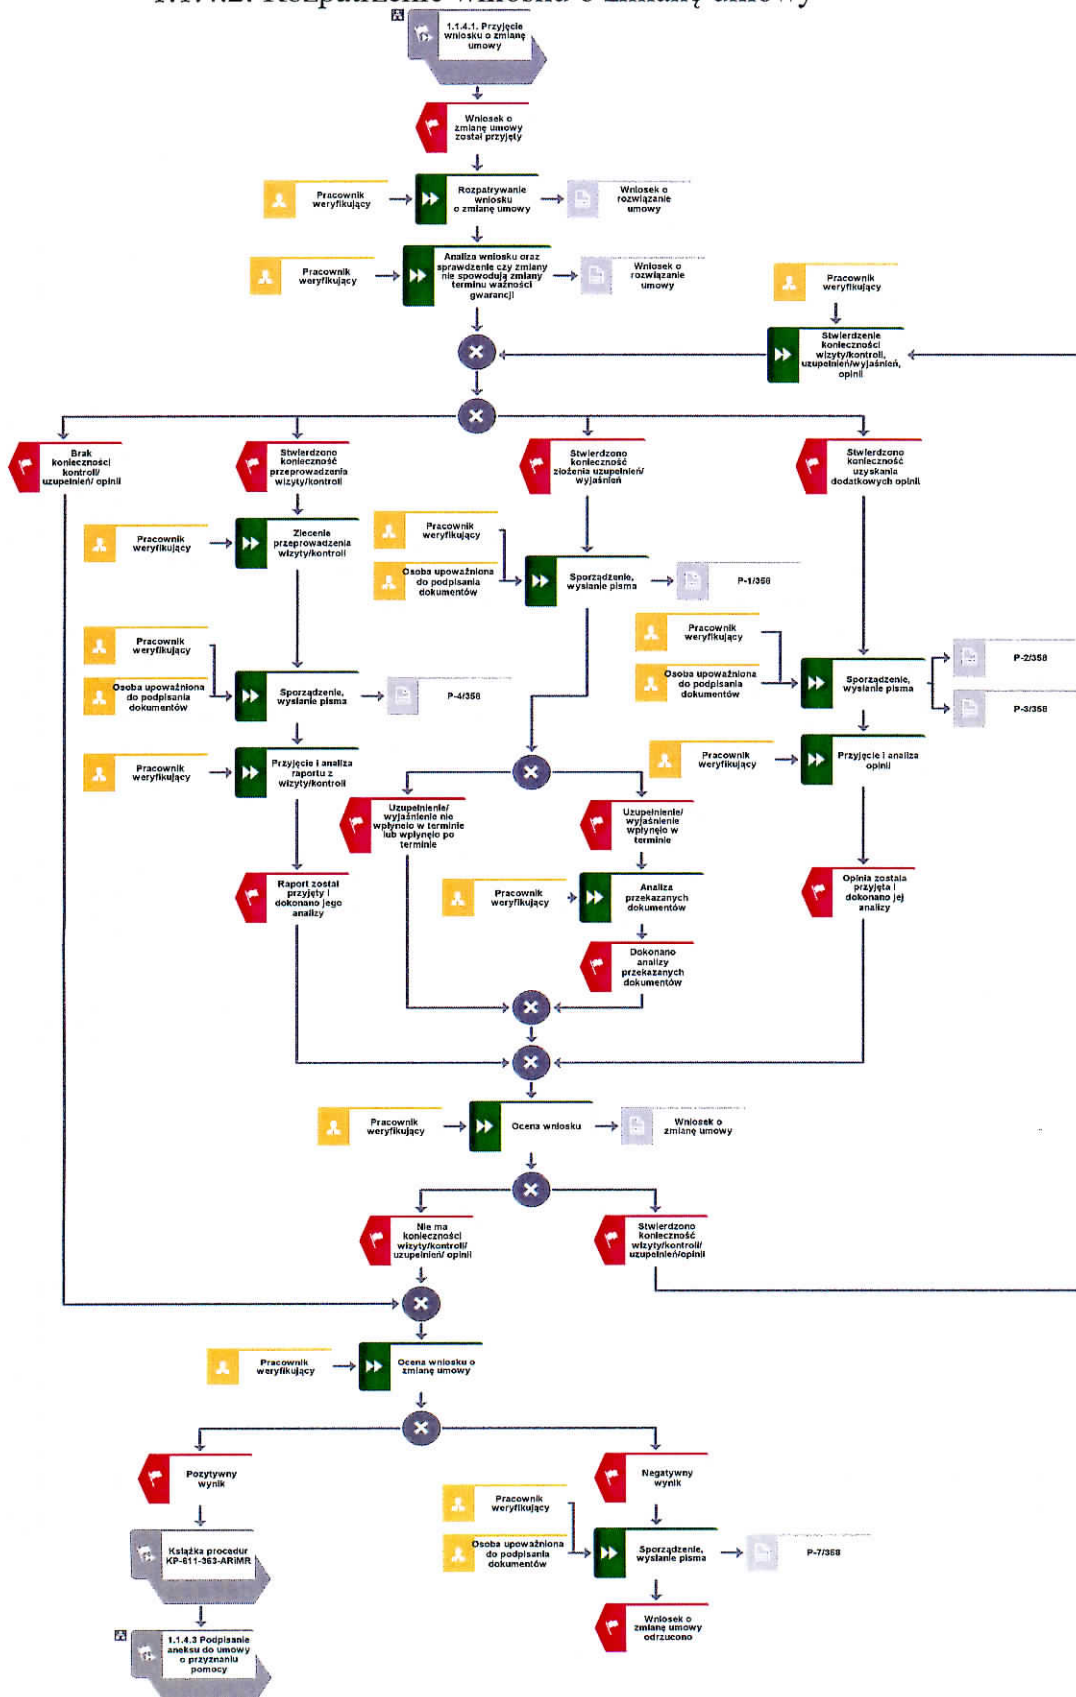 1.1.4.2. Rozpatrzenie wniosku o zmianę umowy
1.1.4.1. Przyjęcie
wniosku o zmianę
umowy
Wniosek o
zmianę umowy
został przyjęty
Pracownik
weryfikujący
Rozpatrywanie
wniosku
o zmianę umowy
Wniosek o
rozwiązanie
umowy
Pracownik
weryfikujący
Analiza wniosku oraz
sprawdzenie czy zmiany
nie spowodują zmiany
terminu ważności
gwarancji
Wniosek o
rozwiązanie
umowy
Pracownik
weryfikujący
Stwierdzenie
konieczności
wizyty/kontroli,
uzupełnień/wyjaśnień,
opinii
Brak
konieczności
kontroli/
uzupełnień/ opinii
Stwierdzono
konieczność
przeprowadzenia
wizyty/kontroli
Stwierdzono
konieczność
złożenia uzupełnień/
wyjaśnień
Stwierdzono
konieczność
uzyskania
dodatkowych opinii
Pracownik
weryfikujący
Zlecenie
przeprowadzenia
wizyty/kontroli
Pracownik
weryfikujący
Osoba upoważniona
do podpisania
dokumentów
Sporządzenie,
wysłanie pisma
P-1/358
Pracownik
weryfikujący
Osoba upoważniona
do podpisania
dokumentów
Sporządzenie,
wysłanie pisma
P-4/358
Pracownik
weryfikujący
Osoba upoważniona
do podpisania
dokumentów
Sporządzenie,
wysłanie pisma
P-2/358
P-3/358
Pracownik
weryfikujący
Przyjęcie i analiza
raportu z
wizyty/kontroli
Pracownik
weryfikujący
Przyjęcie i analiza
opinii
Uzupełnienie/
wyjaśnienie nie
wpłynęło w terminie
lub wpłynęło po
terminie
Uzupełnienie/
wyjaśnienie
wpłynęło w
terminie
Raport został
przyjęty i
dokonano jego
analizy
Pracownik
weryfikujący
Analiza
przekazanych
dokumentów
Opinia została
przyjęta i
dokonano jej
analizy
Dokonano
analizy
przekazanych
dokumentów
Pracownik
weryfikujący
Ocena wniosku
Wniosek o
zmianę umowy
Nie ma
konieczności
wizyty/kontroli/
uzupełnień/ opinii
Stwierdzono
konieczność
wizyty/kontroli/
uzupełnień/opinii
Pracownik
weryfikujący
Ocena wniosku o
zmianę umowy
Pozytywny
wynik
Negatywny
wynik
Książka procedur
KP-611-363-ARiMR
Pracownik
weryfikujący
Osoba upoważniona
do podpisania
dokumentów
Sporządzenie,
wysłanie pisma
P-7/358
1.1.4.3 Podpisanie
aneksu do umowy
o przyznaniu
pomocy
Wniosek o
zmianę umowy
odrzucono